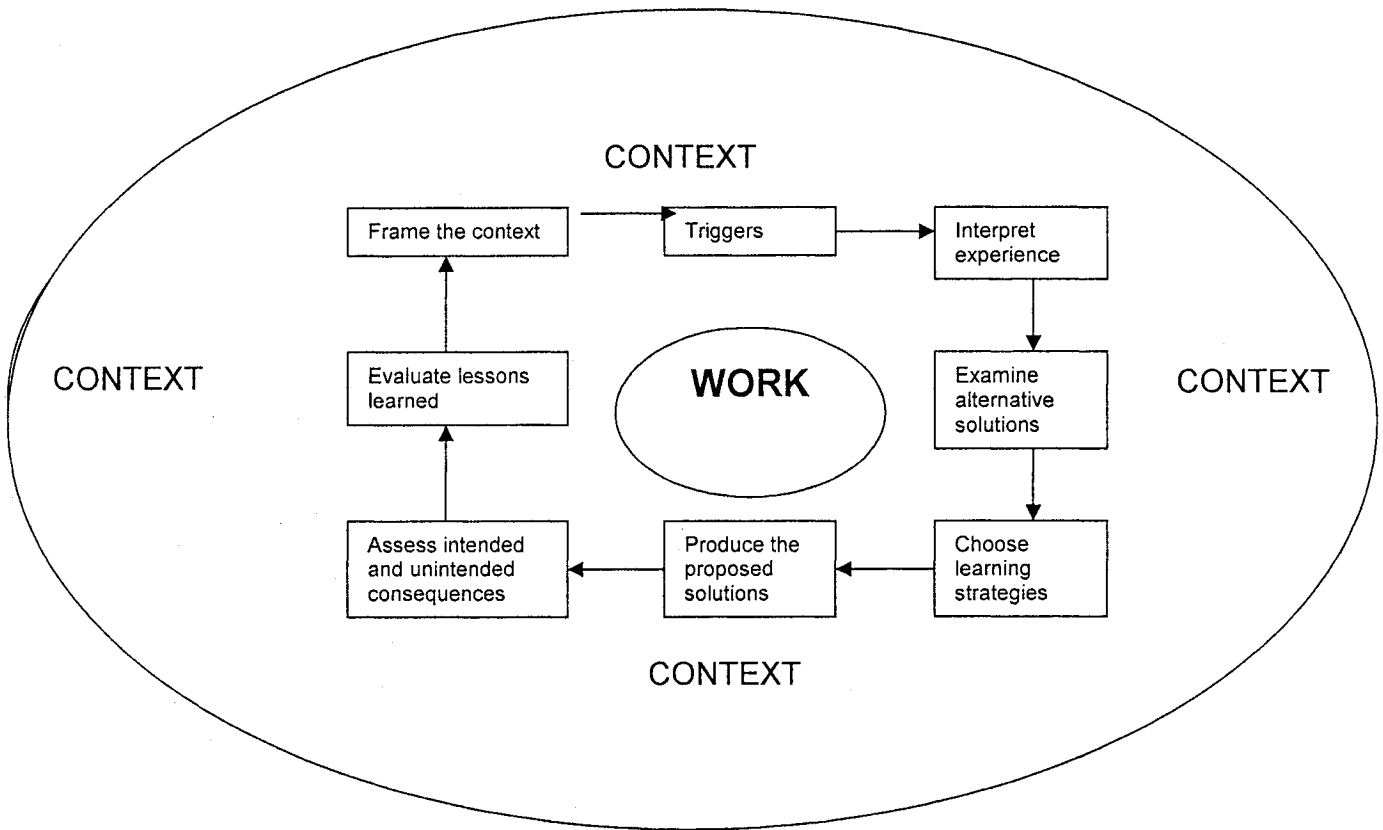 CONTEXT
Frame the context
Triggers
Interpret
experience
CONTEXT
Evaluate lessons
learned
WORK
Examine
alternative
solutions
CONTEXT
Assess intended
and unintended
consequences
Produce the
proposed
solutions
Choose
learning
strategies
CONTEXT